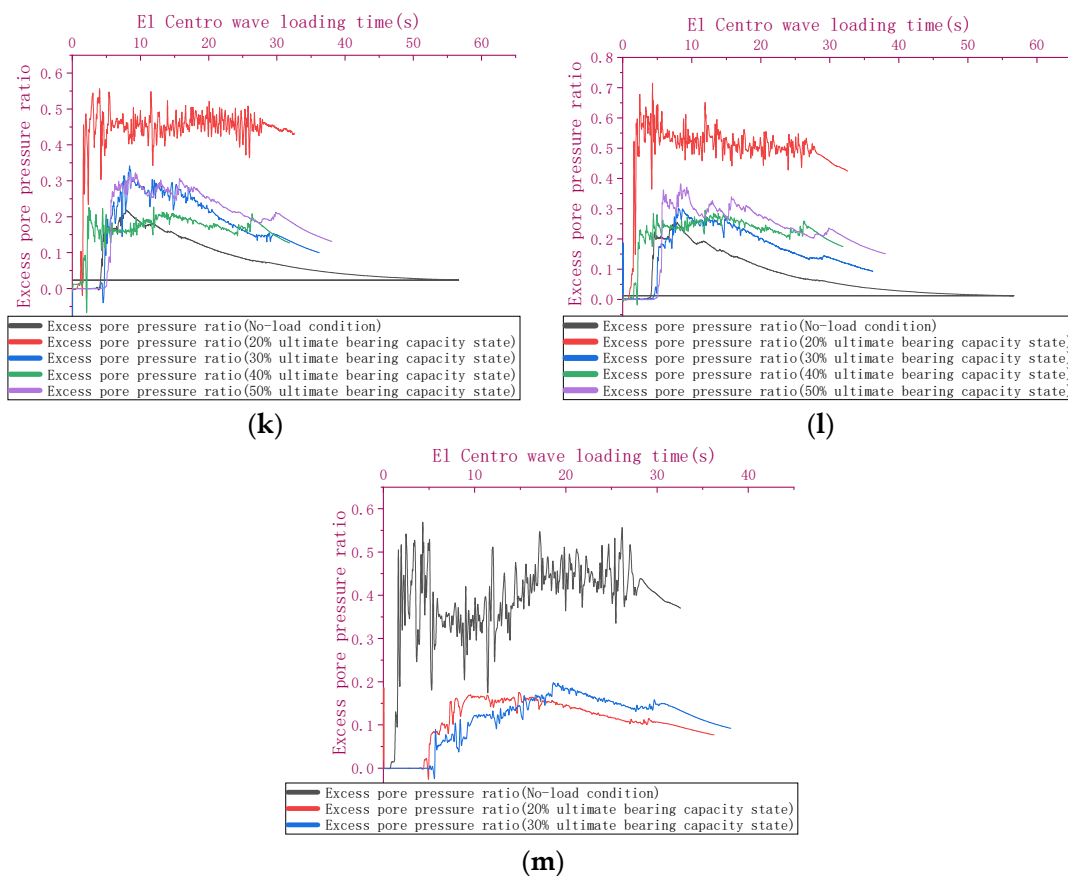 El Centro wave loading time(s)
0 10 20 30 40 50 60
Excess pore pressure ratio
0.6
0.5
0.4
0.3
0.2
0.1
0.0
Excess pore pressure ratio(No-load condition)
Excess pore pressure ratio(20% ultimate bearing capacity state)
Excess pore pressure ratio(30% ultimate bearing capacity state)
Excess pore pressure ratio(40% ultimate bearing capacity state)
Excess pore pressure ratio(50% ultimate bearing capacity state)
(k)
El Centro wave loading time(s)
0 10 20 30 40 50 60
Excess pore pressure ratio
0.8
0.7
0.6
0.5
0.4
0.3
0.2
0.1
0.0
Excess pore pressure ratio(No-load condition)
Excess pore pressure ratio(20% ultimate bearing capacity state)
Excess pore pressure ratio(30% ultimate bearing capacity state)
Excess pore pressure ratio(40% ultimate bearing capacity state)
Excess pore pressure ratio(50% ultimate bearing capacity state)
(l)
El Centro wave loading time(s)
0 10 20 30 40
Excess pore pressure ratio
0.6
0.5
0.4
0.3
0.2
0.1
0.0
Excess pore pressure ratio(No-load condition)
Excess pore pressure ratio(20% ultimate bearing capacity state)
Excess pore pressure ratio(30% ultimate bearing capacity state)
(m)